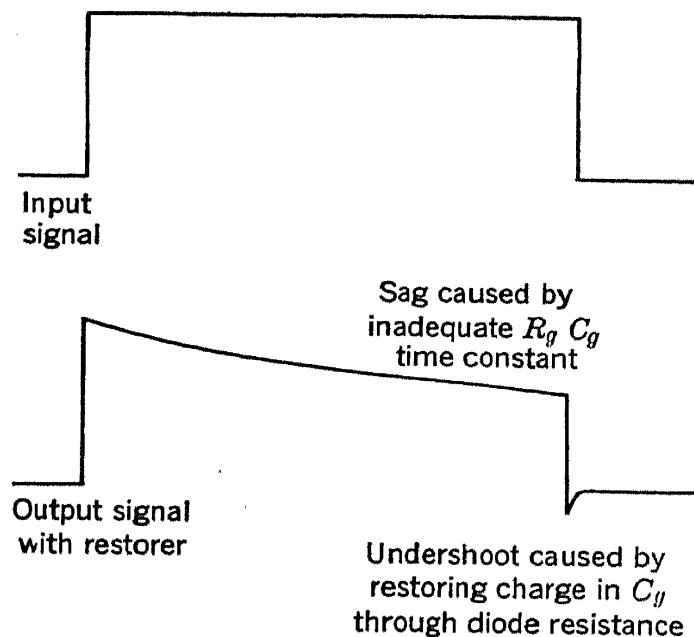 Input
signal
Sag caused by
inadequate R_g C_g
time constant
Output signal
with restorer
Undershoot caused by
restoring charge in C_g
through diode resistance